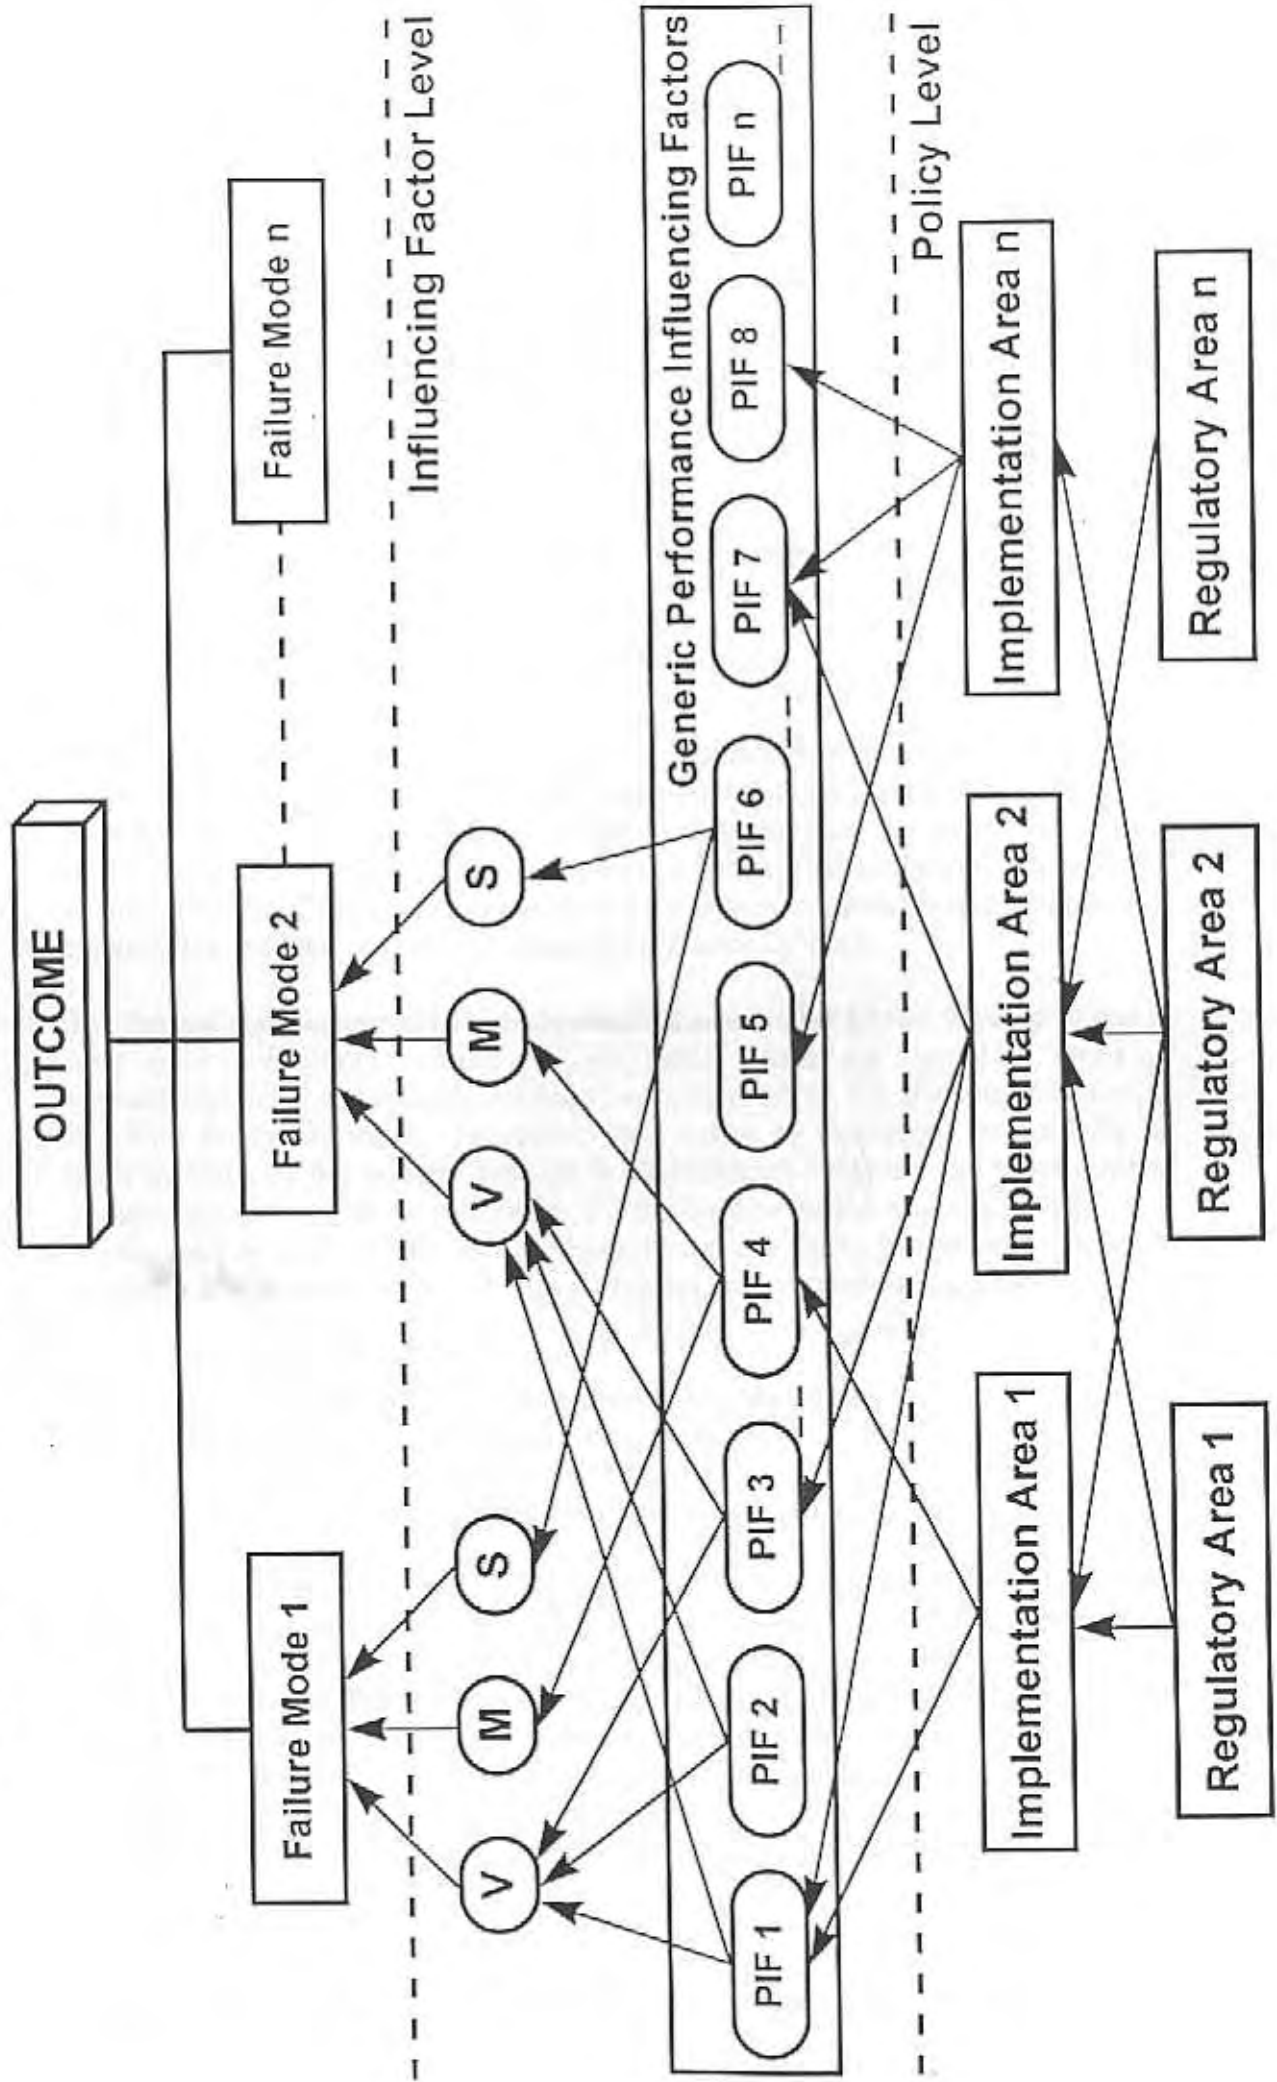 OUTCOME
Failure Mode 1
Failure Mode 2
Failure Mode n
Influencing Factor Level
V
M
S
V
M
S
Generic Performance Influencing Factors
PIF 1
PIF 2
PIF 3
PIF 4
PIF 5
PIF 6
PIF 7
PIF 8
PIF n
Policy Level
Implementation Area 1
Implementation Area 2
Implementation Area n
Regulatory Area 1
Regulatory Area 2
Regulatory Area n